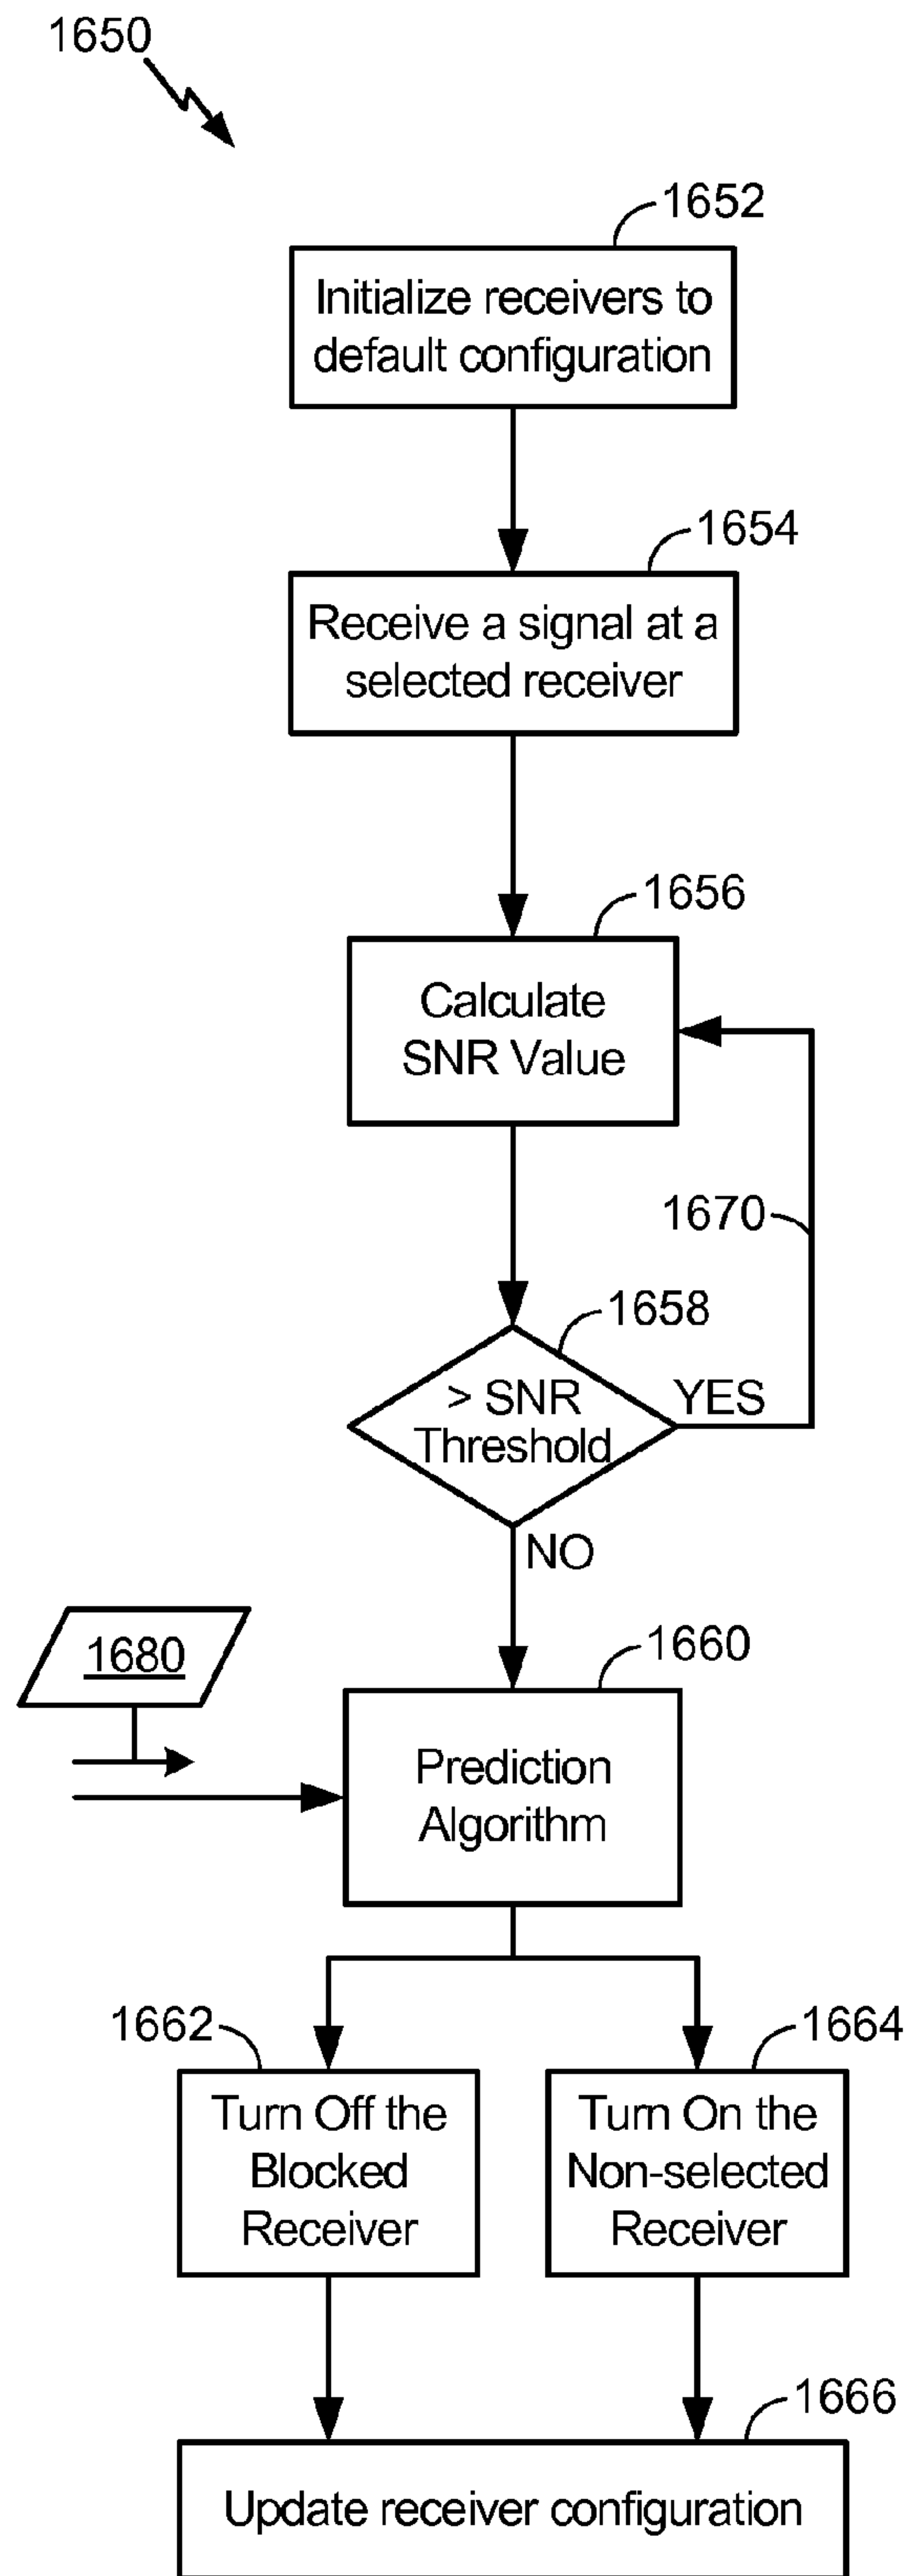 1650
1652
Initialize receivers to
default configuration
1654
Receive a signal at a
selected receiver
1656
Calculate
SNR Value
1670
1658
> SNR
Threshold
YES
NO
1680
1660
Prediction
Algorithm
1662
1664
Turn Off the
Blocked
Receiver
Turn On the
Non-selected
Receiver
1666
Update receiver configuration